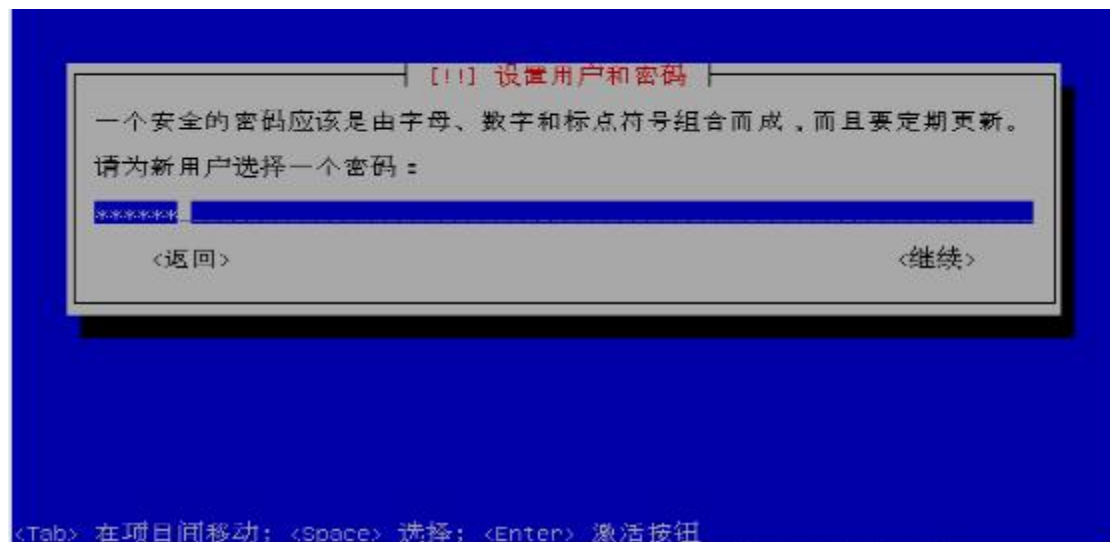 [!!] 设置用户和密码
一个安全的密码应该是由字母、数字和标点符号组合而成，而且要定期更新。
请为新用户选择一个密码：
******
<返回> <继续>
<Tab> 在项目间移动; <Space> 选择; <Enter> 激活按钮